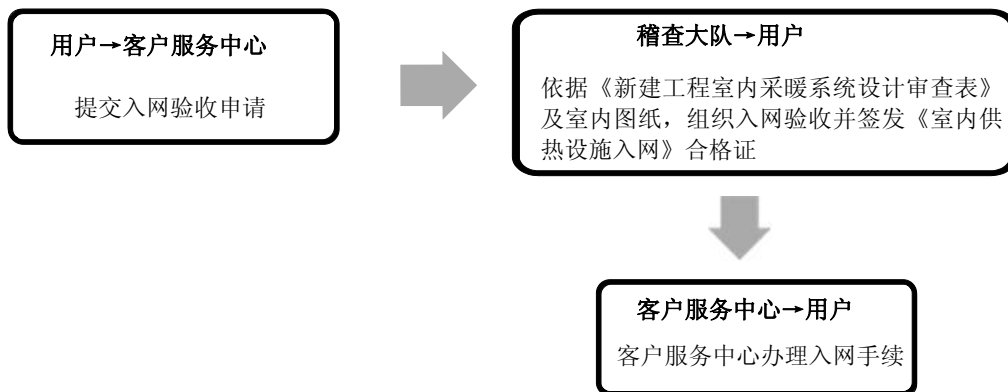 用户→客户服务中心
提交入网验收申请
稽查大队→用户
依据《新建工程室内采暖系统设计审查表》
及室内图纸，组织入网验收并签发《室内供
热设施入网》合格证
客户服务中心→用户
客户服务中心办理入网手续